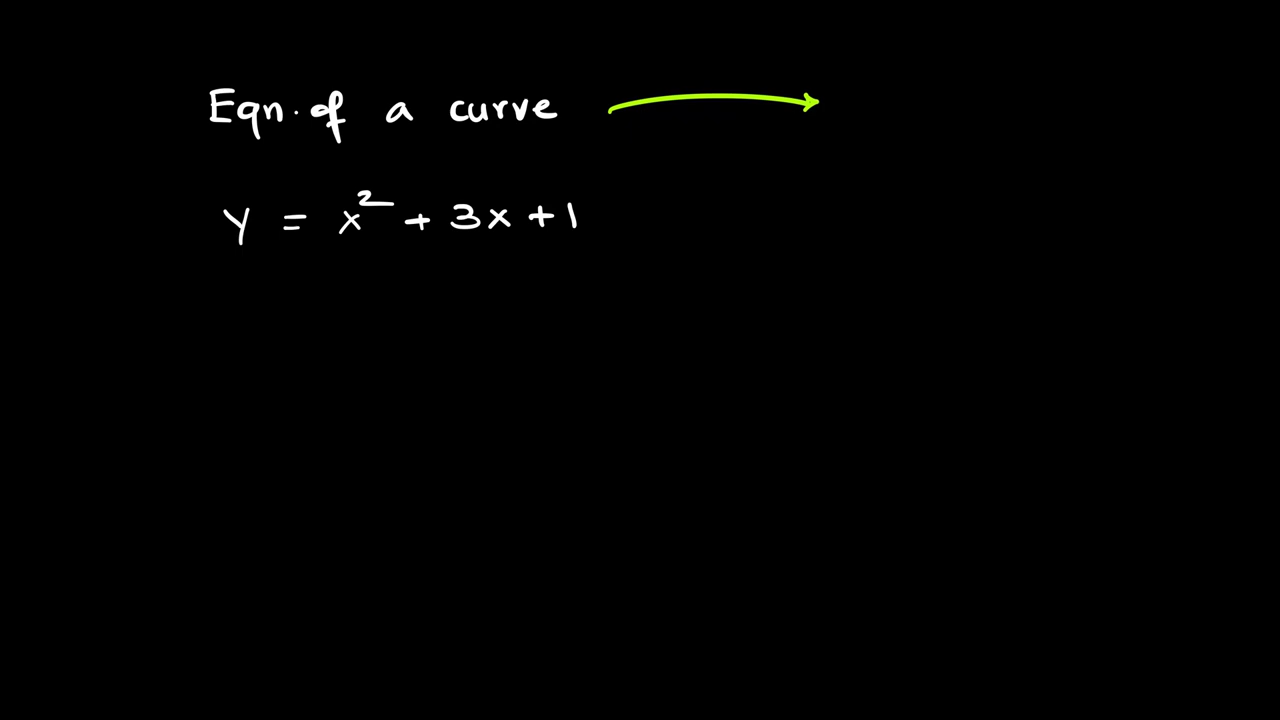 Eqn. of a curve
y = x² + 3x + 1